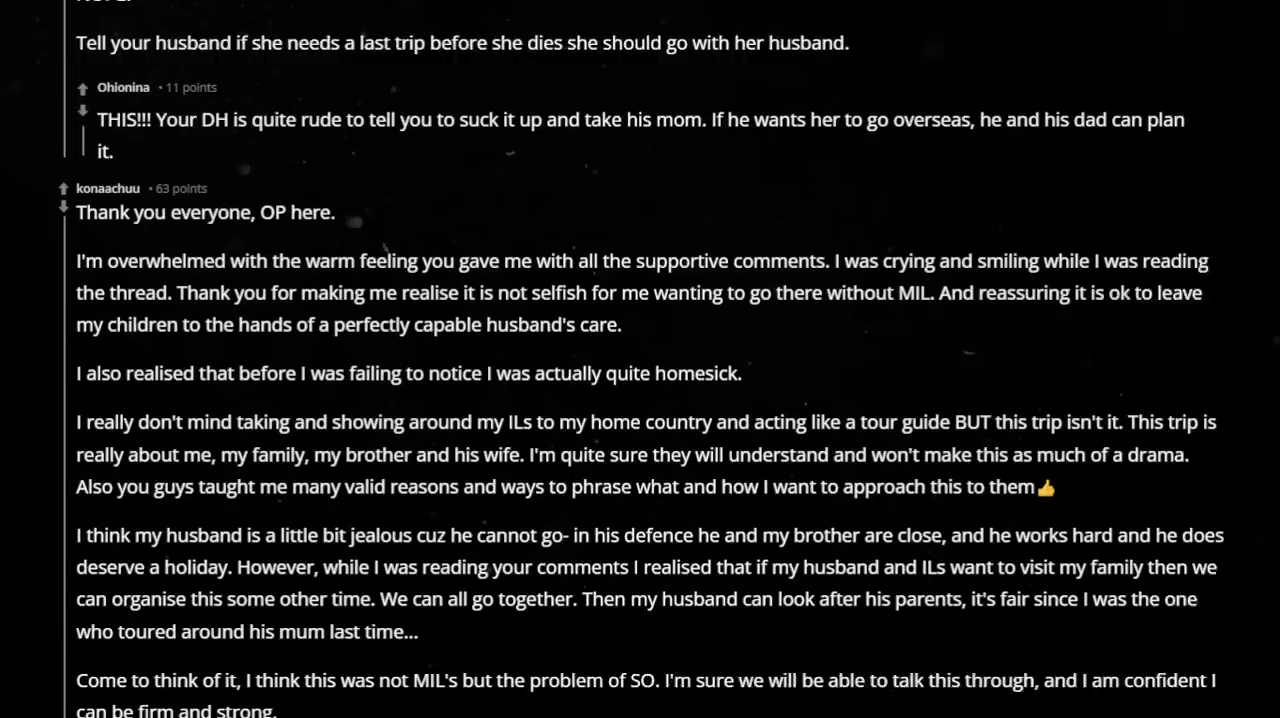 Tell your husband if she needs a last trip before she dies she should go with her husband.
Ohionina • 11 points
THIS!!! Your DH is quite rude to tell you to suck it up and take his mom. If he wants her to go overseas, he and his dad can plan
it.
konaachuu • 63 points
Thank you everyone, OP here.
I'm overwhelmed with the warm feeling you gave me with all the supportive comments. I was crying and smiling while I was reading
the thread. Thank you for making me realise it is not selfish for me wanting to go there without MIL. And reassuring it is ok to leave
my children to the hands of a perfectly capable husband's care.
I also realised that before I was failing to notice I was actually quite homesick.
I really don't mind taking and showing around my ILs to my home country and acting like a tour guide BUT this trip isn't it. This trip is
really about me, my family, my brother and his wife. I'm quite sure they will understand and won't make this as much of a drama.
Also you guys taught me many valid reasons and ways to phrase what and how I want to approach this to them👍
I think my husband is a little bit jealous cuz he cannot go- in his defence he and my brother are close, and he works hard and he does
deserve a holiday. However, while I was reading your comments I realised that if my husband and ILs want to visit my family then we
can organise this some other time. We can all go together. Then my husband can look after his parents, it's fair since I was the one
who toured around his mum last time...
Come to think of it, I think this was not MIL's but the problem of SO. I'm sure we will be able to talk this through, and I am confident I
can be firm and strong.